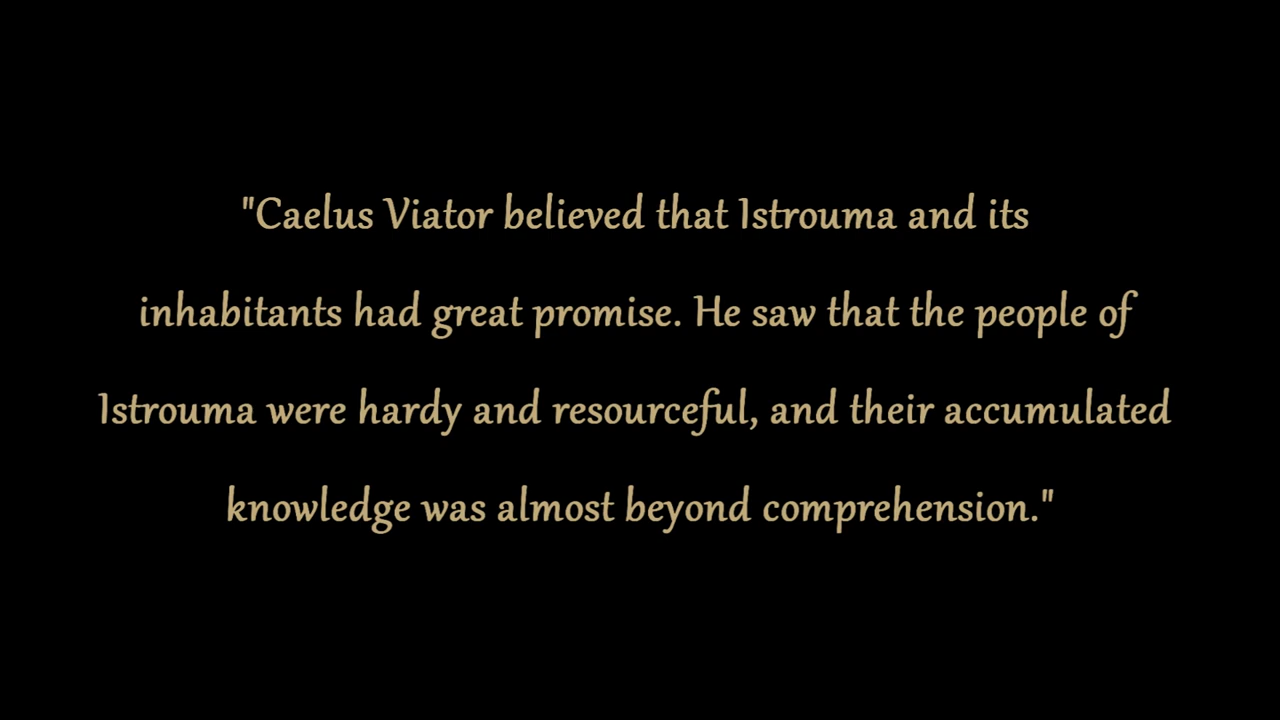 "Caelus Viator believed that Istrouma and its
inhabitants had great promise. He saw that the people of
Istrouma were hardy and resourceful, and their accumulated
knowledge was almost beyond comprehension."